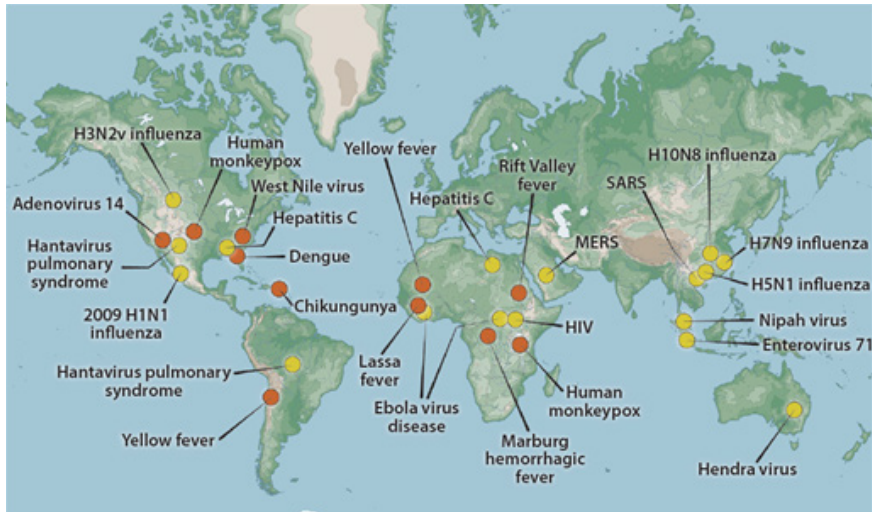 H3N2v influenza
Human
monkeypox
West Nile virus
Adenovirus 14
Hepatitis C
Hantavirus
pulmonary
syndrome
Dengue
2009 H1N1
influenza
Chikungunya
Hantavirus pulmonary
syndrome
Yellow fever
Yellow fever
Hepatitis C
Rift Valley
fever
MERS
Lassa
fever
Ebola virus
disease
HIV
Human
monkeypox
Marburg
hemorrhagic
fever
SARS
H10N8 influenza
H7N9 influenza
H5N1 influenza
Nipah virus
Enterovirus 71
Hendra virus